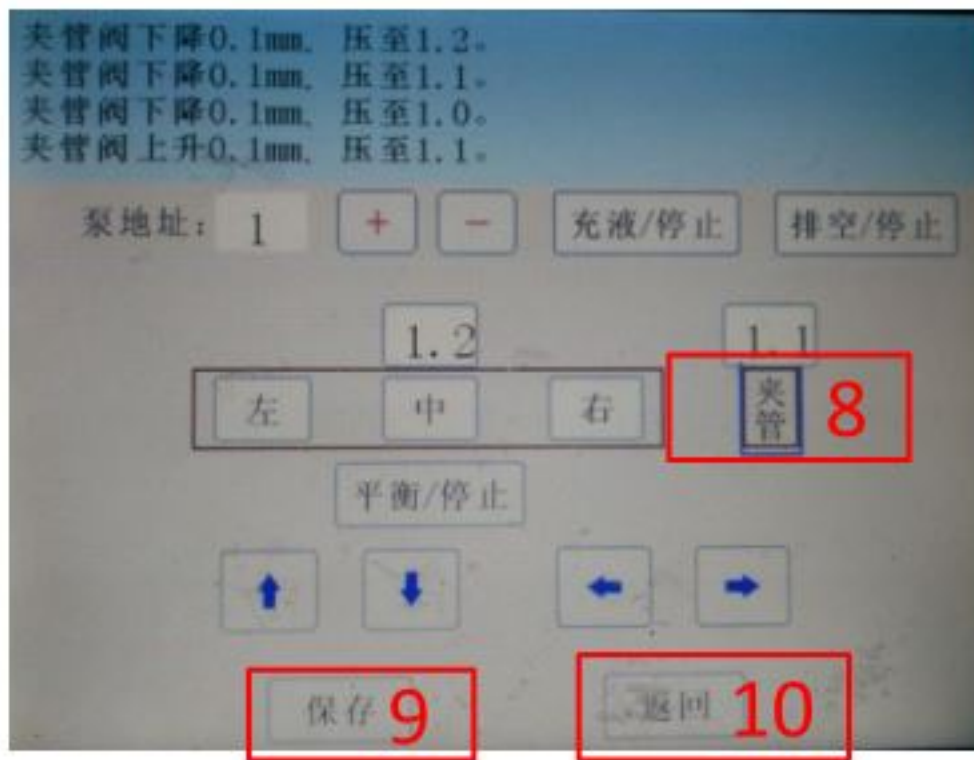 夹管阀下降0.1mm, 压至1.2。
夹管阀下降0.1mm, 压至1.1。
夹管阀下降0.1mm, 压至1.0。
夹管阀上升0.1mm, 压至1.1。
泵地址: 1 + - 充液/停止 排空/停止
1.2 1.1
左 中 右 夹管 8
平衡/停止
保存 9 返回 10